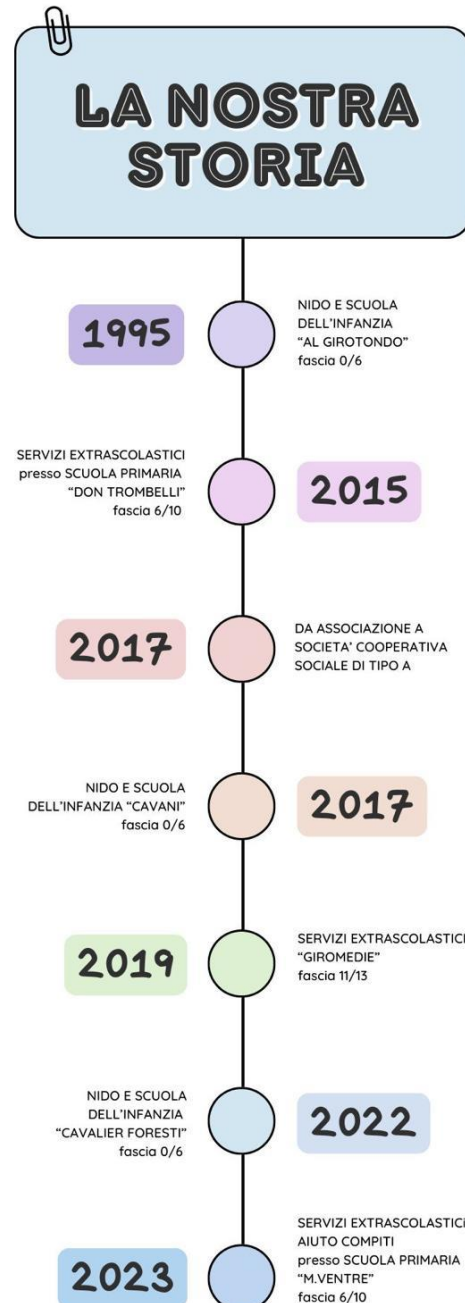 LA NOSTRA
STORIA
1995
NIDO E SCUOLA
DELL'INFANZIA
"AL GIROTONDO"
fascia 0/6
SERVIZI EXTRASCOLASTICI
presso SCUOLA PRIMARIA
"DON TROMBELLI"
fascia 6/10
2015
2017
DA ASSOCIAZIONE A
SOCIETA' COOPERATIVA
SOCIALE DI TIPO A
NIDO E SCUOLA
DELL'INFANZIA "CAVANI"
fascia 0/6
2017
2019
SERVIZI EXTRASCOLASTICI
"GIROMEDIE"
fascia 11/13
NIDO E SCUOLA
DELL'INFANZIA
"CAVALIER FORESTI"
fascia 0/6
2022
2023
SERVIZI EXTRASCOLASTICi
AIUTO COMPITI
presso SCUOLA PRIMARIA
"M.VENTRE"
fascia 6/10